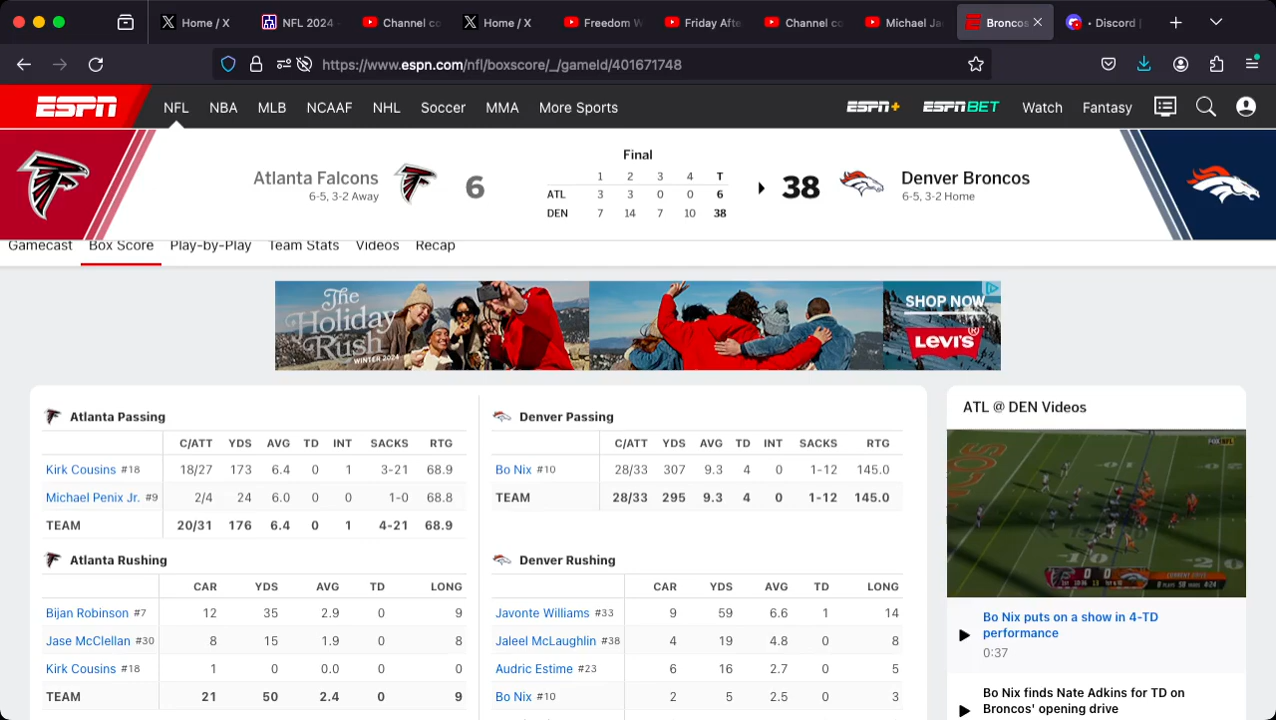 Home / X
NFL 2024
Channel co
Home / X
Freedom W
Friday Afte
Channel co
Michael Ja
Broncos
• Discord |
https://www.espn.com/nfl/boxscore/_/gameId/401671748
ESPN
NFL NBA MLB NCAAF NHL Soccer MMA More Sports
ESPN+ ESPN BET Watch Fantasy
Atlanta Falcons
6-5, 3-2 Away
6
Final
1 2 3 4 T
ATL 3 3 0 0 6
DEN 7 14 7 10 38
38
Denver Broncos
6-5, 3-2 Home
Gamecast Box Score Play-by-Play Team Stats Videos Recap
The Holiday Rush
WINTER 2024
SHOP NOW
LEVI'S®
Atlanta Passing
C/ATT YDS AVG TD INT SACKS RTG
Kirk Cousins #18 18/27 173 6.4 0 1 3-21 68.9
Michael Penix Jr. #9 2/4 24 6.0 0 0 1-0 68.8
TEAM 20/31 176 6.4 0 1 4-21 68.9
Denver Passing
C/ATT YDS AVG TD INT SACKS RTG
Bo Nix #10 28/33 307 9.3 4 0 1-12 145.0
TEAM 28/33 295 9.3 4 0 1-12 145.0
Atlanta Rushing
CAR YDS AVG TD LONG
Bijan Robinson #7 12 35 2.9 0 9
Jase McClellan #30 8 15 1.9 0 8
Kirk Cousins #18 1 0 0.0 0 0
TEAM 21 50 2.4 0 9
Denver Rushing
CAR YDS AVG TD LONG
Javonte Williams #33 9 59 6.6 1 14
Jaleel McLaughlin #38 4 19 4.8 0 8
Audric Estime #23 6 16 2.7 0 5
Bo Nix #10 2 5 2.5 0 3
ATL @ DEN Videos
FOX NFL
0 0
CURRENT DRIVE
Bo Nix puts on a show in 4-TD
performance
0:37
Bo Nix finds Nate Adkins for TD on
Broncos' opening drive